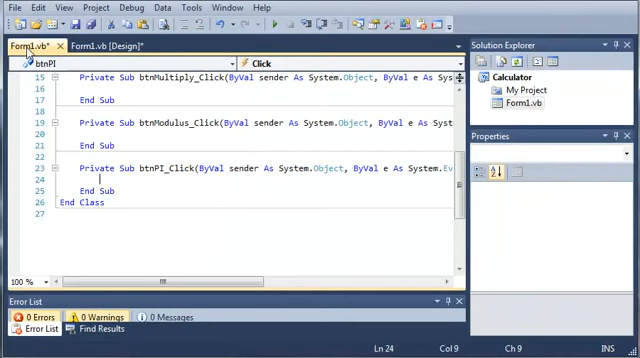 File Edit View Project Debug Data Tools Window Help
Form1.vb* Form1.vb [Design]*
btnPI Click
15 Private Sub btnMultiply_Click(ByVal sender As System.Object, ByVal e As Sys
16
17 End Sub
18
19 Private Sub btnModulus_Click(ByVal sender As System.Object, ByVal e As Syst
20
21 End Sub
22
23 Private Sub btnPI_Click(ByVal sender As System.Object, ByVal e As System.Ev
24
25 End Sub
26 End Class
27
100 %
Error List
0 Errors 0 Warnings 0 Messages
Error List Find Results
Solution Explorer
Calculator
My Project
Form1.vb
Properties
Ln 24 Col 9 Ch 9 INS